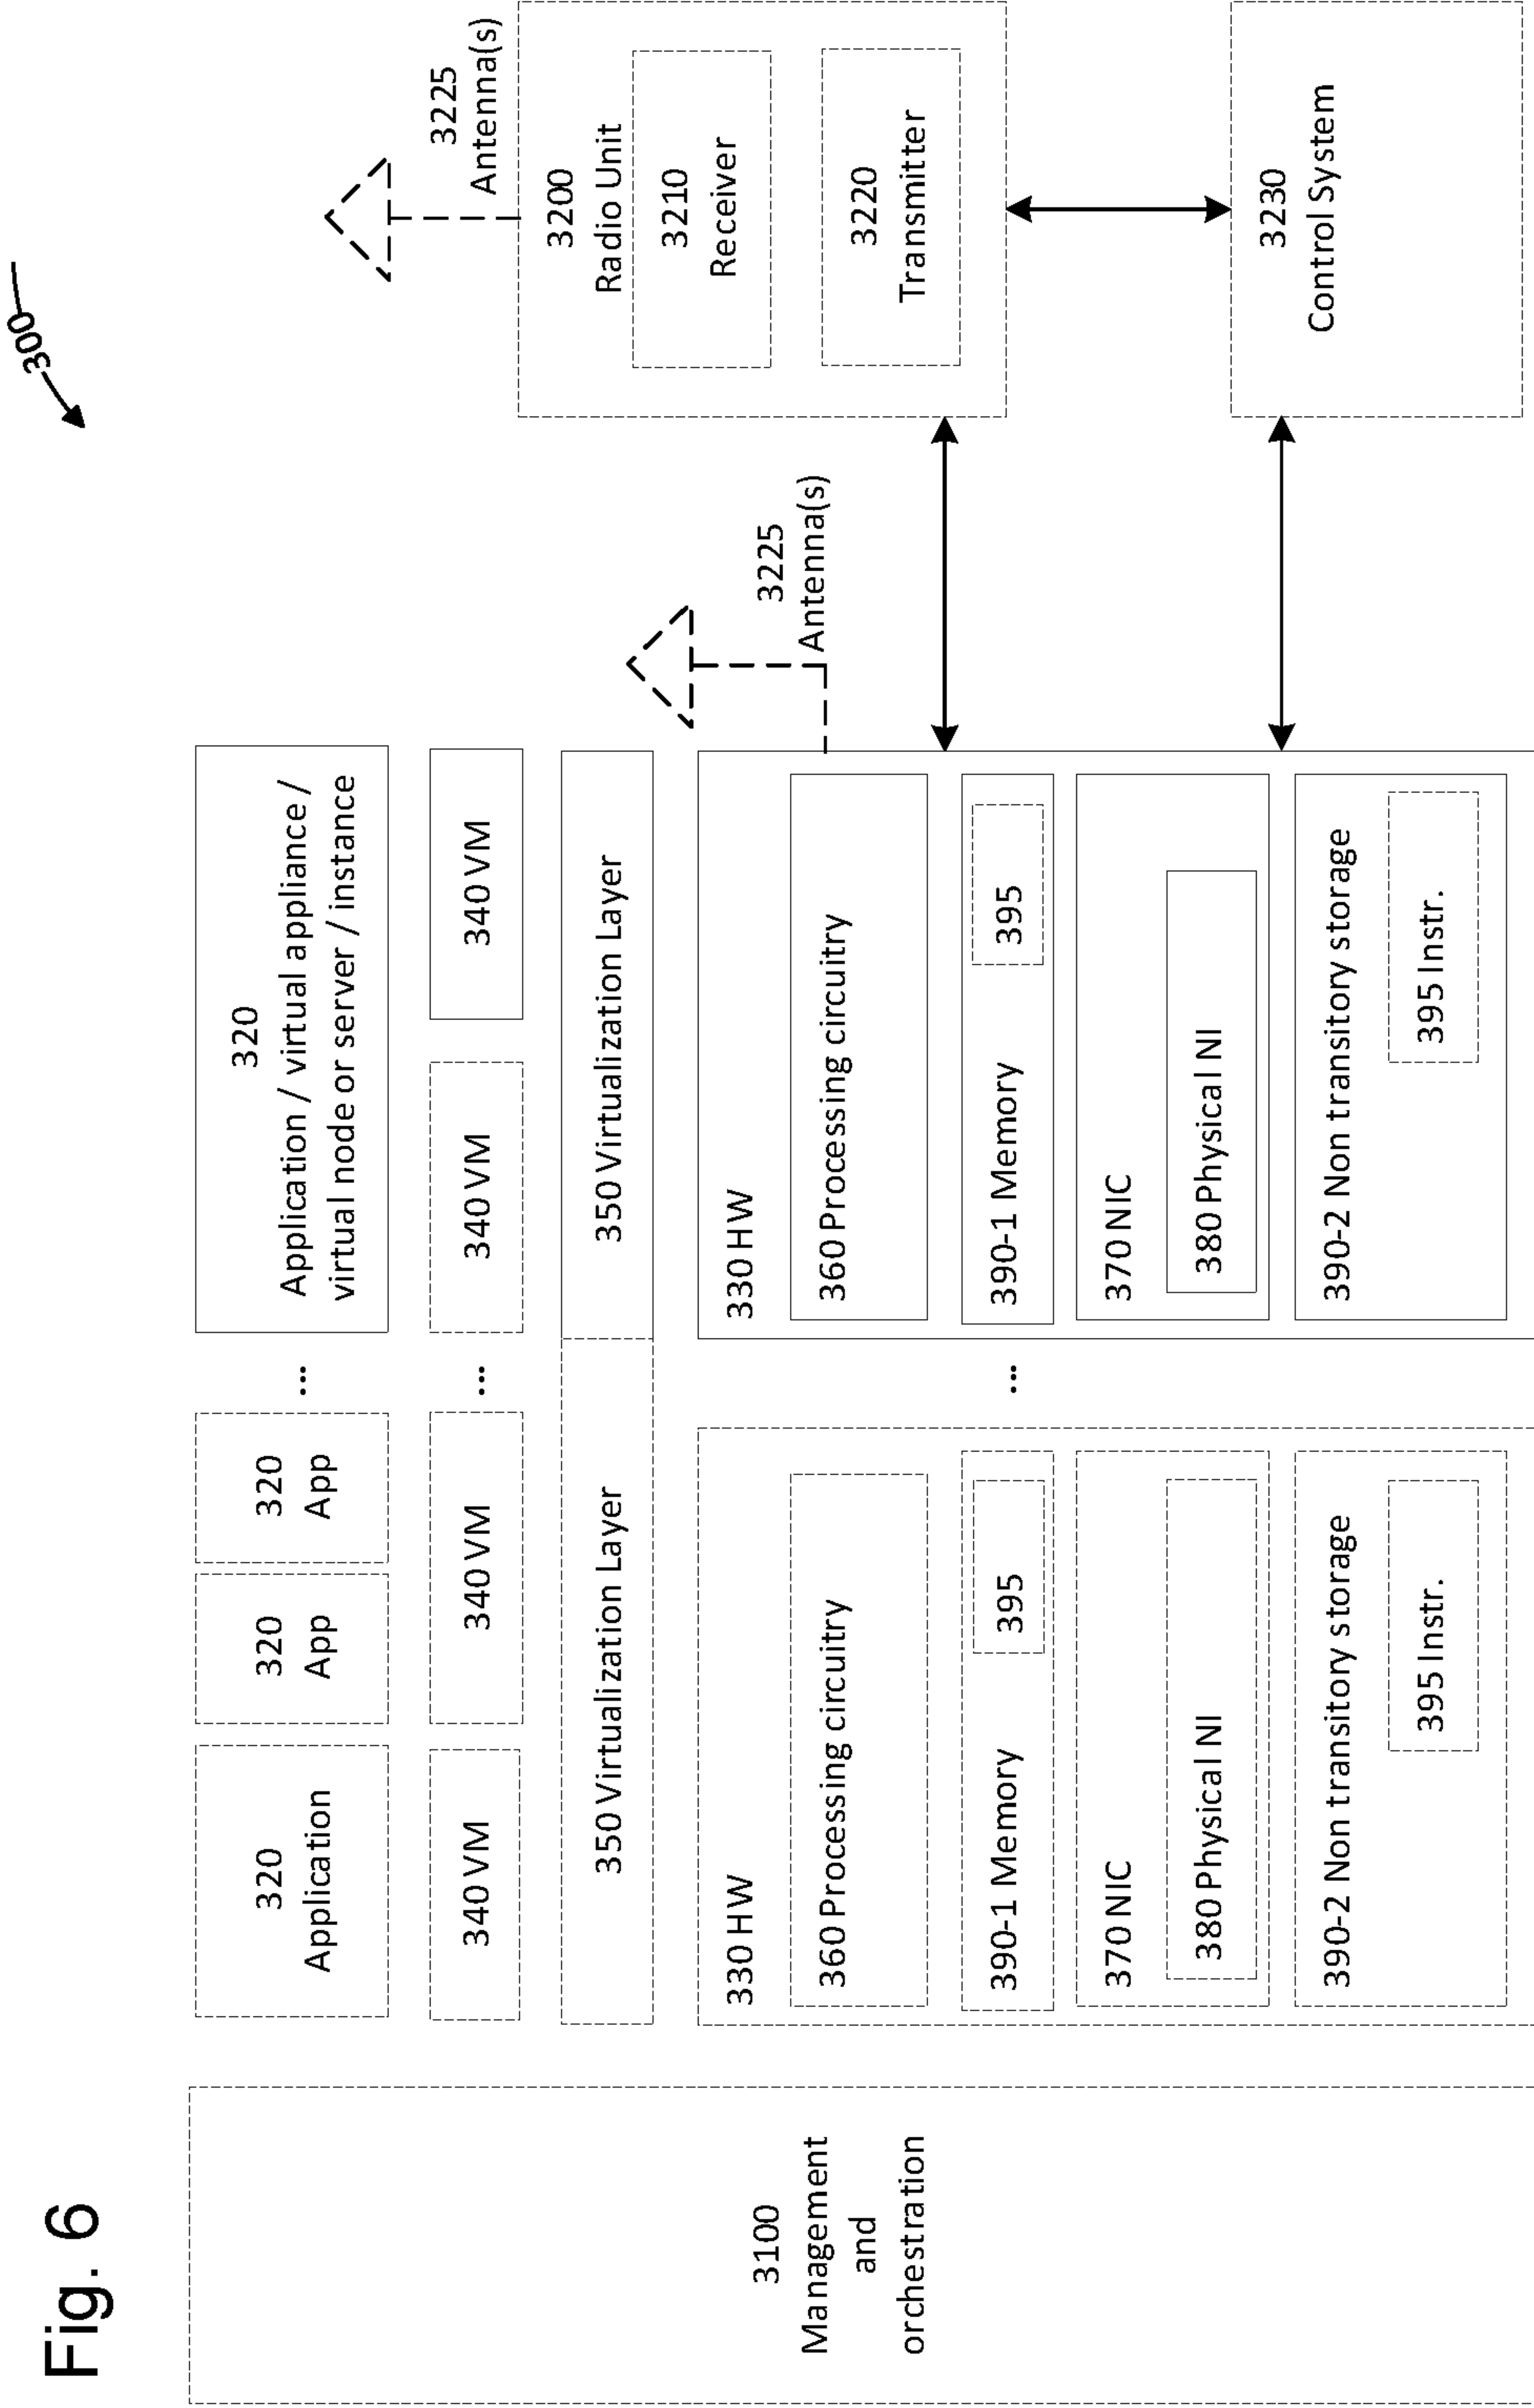 Fig. 6
300
3100
Management
and
orchestration
320
Application
320
App
320
App
...
320
Application / virtual appliance /
virtual node or server / instance
340 VM
340 VM
...
340 VM
340 VM
350 Virtualization Layer
350 Virtualization Layer
330 HW
360 Processing circuitry
390-1 Memory
395
370 NIC
380 Physical NI
390-2 Non transitory storage
395 Instr.
...
330 HW
360 Processing circuitry
390-1 Memory
395
370 NIC
380 Physical NI
390-2 Non transitory storage
395 Instr.
3225
Antenna(s)
3225
Antenna(s)
3200
Radio Unit
3210
Receiver
3220
Transmitter
3230
Control System